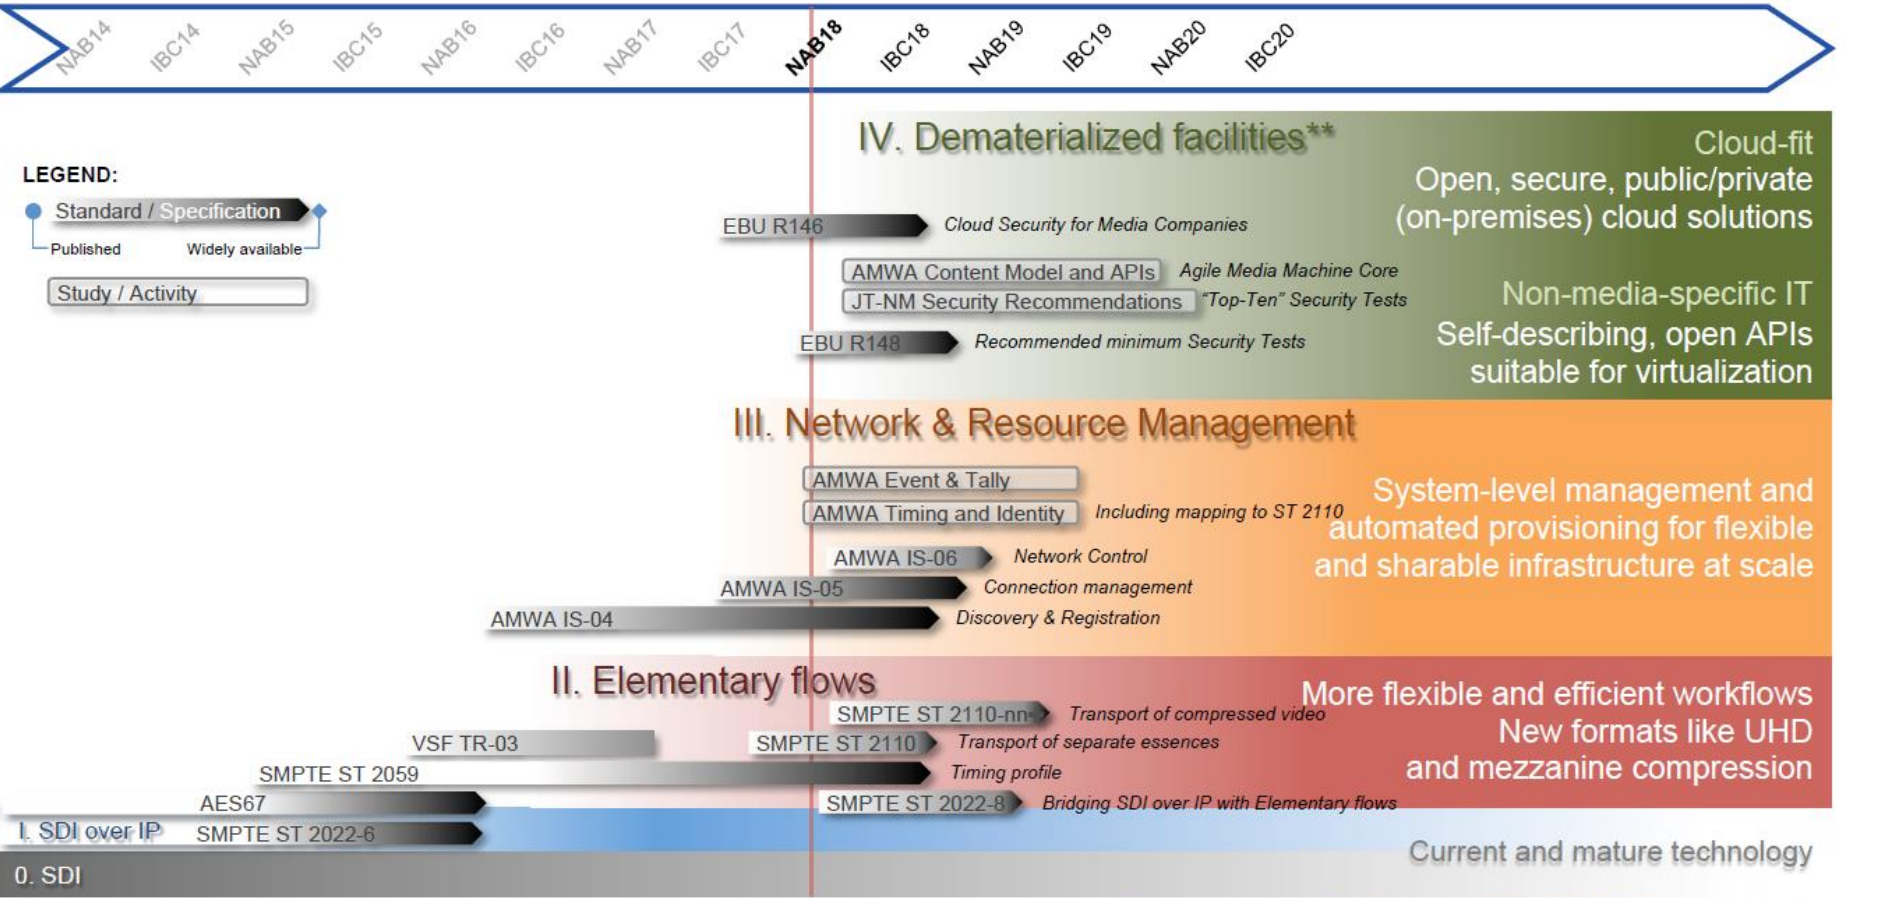 NAB14 IBC14 NAB15 IBC15 NAB16 IBC16 NAB17 IBC17 NAB18 IBC18 NAB19 IBC19 NAB20 IBC20
IV. Dematerialized facilities**
Cloud-fit
Open, secure, public/private
(on-premises) cloud solutions
LEGEND:
Standard / Specification
Published
Widely available
Study / Activity
EBU R146 Cloud Security for Media Companies
AMWA Content Model and APIs Agile Media Machine Core
JT-NM Security Recommendations "Top-Ten" Security Tests
EBU R148 Recommended minimum Security Tests
Non-media-specific IT
Self-describing, open APIs
suitable for virtualization
III. Network & Resource Management
AMWA Event & Tally
AMWA Timing and Identity Including mapping to ST 2110
AMWA IS-06 Network Control
AMWA IS-05 Connection management
AMWA IS-04 Discovery & Registration
System-level management and
automated provisioning for flexible
and sharable infrastructure at scale
II. Elementary flows
SMPTE ST 2110-nn Transport of compressed video
VSF TR-03 SMPTE ST 2110 Transport of separate essences
SMPTE ST 2059 Timing profile
AES67 SMPTE ST 2022-8 Bridging SDI over IP with Elementary flows
More flexible and efficient workflows
New formats like UHD
and mezzanine compression
I. SDI over IP SMPTE ST 2022-6
Current and mature technology
0. SDI